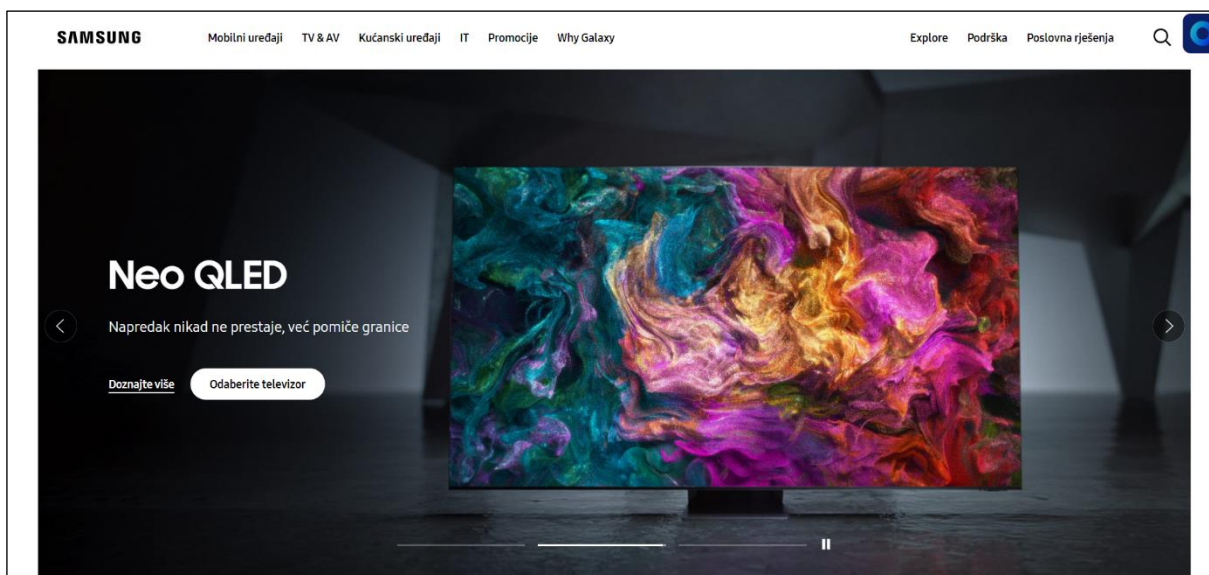 SAMSUNG Mobilni uređaji TV & AV Kućanski uređaji IT Promocije Why Galaxy Explore Podrška Poslovna rješenja
Neo QLED
Napredak nikad ne prestaje, već pomiče granice
Doznajte više Odaberite televizor